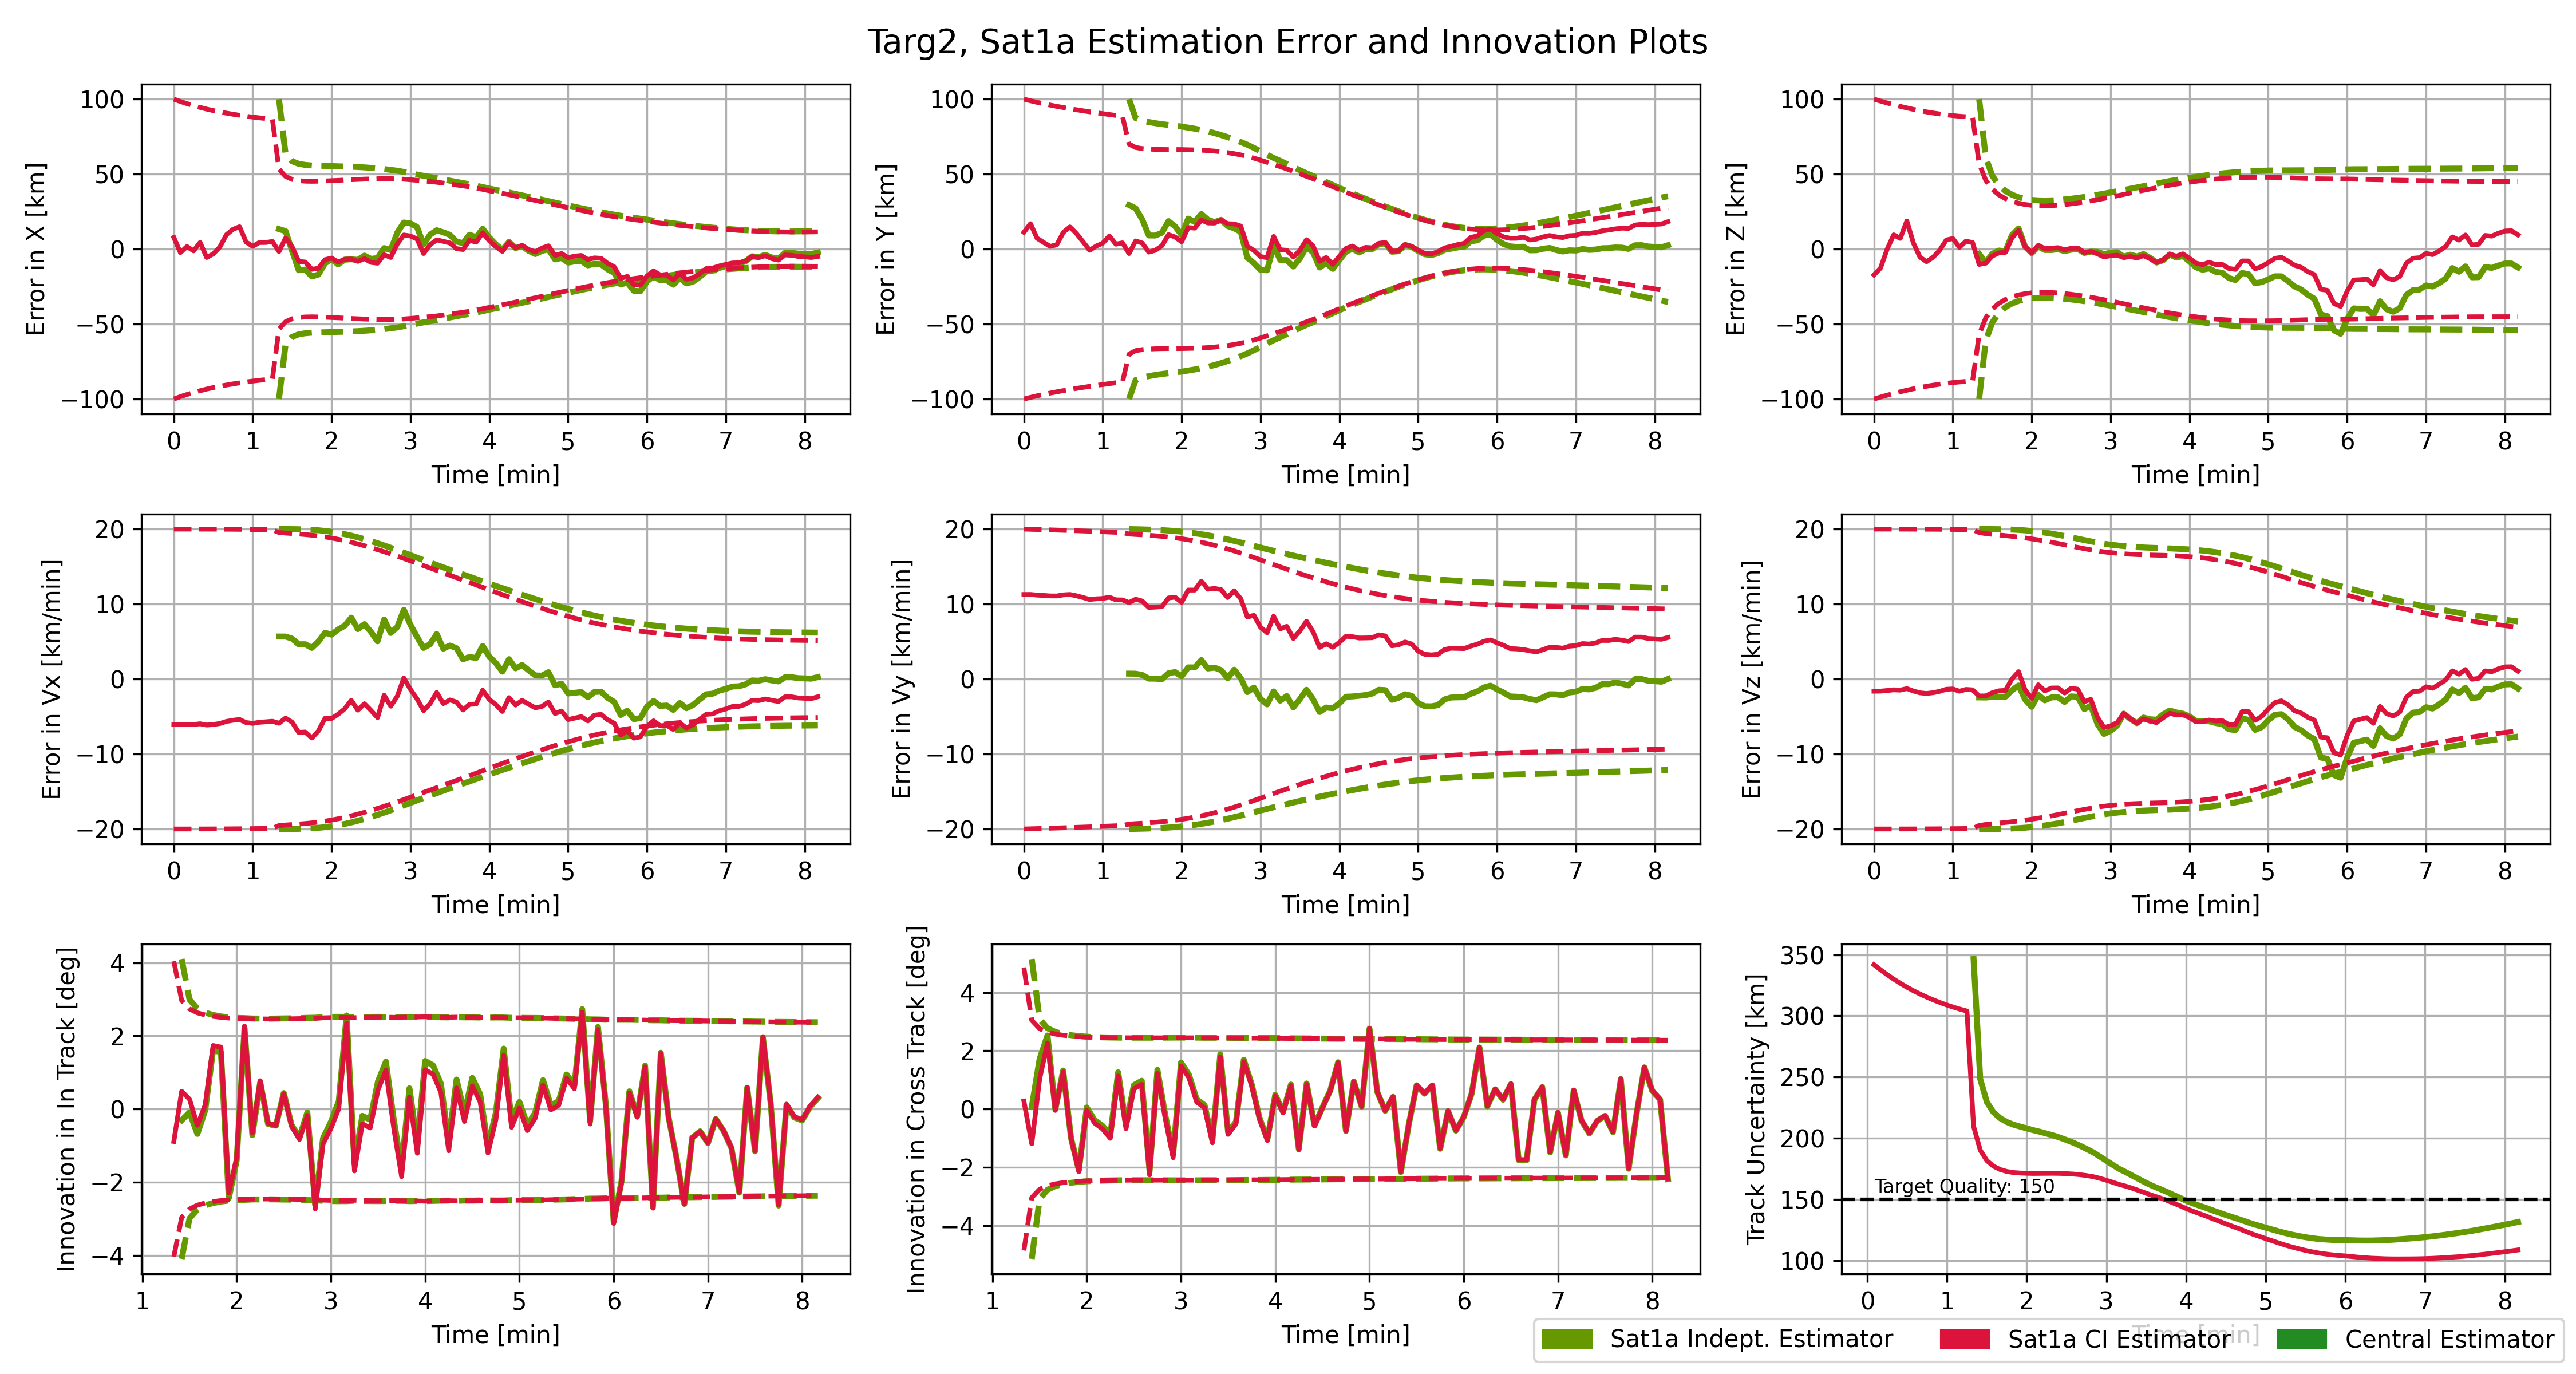 Targ2, Sat1a Estimation Error and Innovation Plots
Error in X [km]
100
50
0
−50
−100
0 1 2 3 4 5 6 7 8
Time [min]
Error in Y [km]
100
50
0
−50
−100
0 1 2 3 4 5 6 7 8
Time [min]
Error in Z [km]
100
50
0
−50
−100
0 1 2 3 4 5 6 7 8
Time [min]
Error in Vx [km/min]
20
10
0
−10
−20
0 1 2 3 4 5 6 7 8
Time [min]
Error in Vy [km/min]
20
10
0
−10
−20
0 1 2 3 4 5 6 7 8
Time [min]
Error in Vz [km/min]
20
10
0
−10
−20
0 1 2 3 4 5 6 7 8
Time [min]
Innovation in In Track [deg]
4
2
0
−2
−4
1 2 3 4 5 6 7 8
Time [min]
Innovation in Cross Track [deg]
4
2
0
−2
−4
1 2 3 4 5 6 7 8
Time [min]
Track Uncertainty [km]
350
300
250
200
150
100
Target Quality: 150
0 1 2 3 4 5 6 7 8
Time [min]
Sat1a Indept. Estimator
Sat1a CI Estimator
Central Estimator